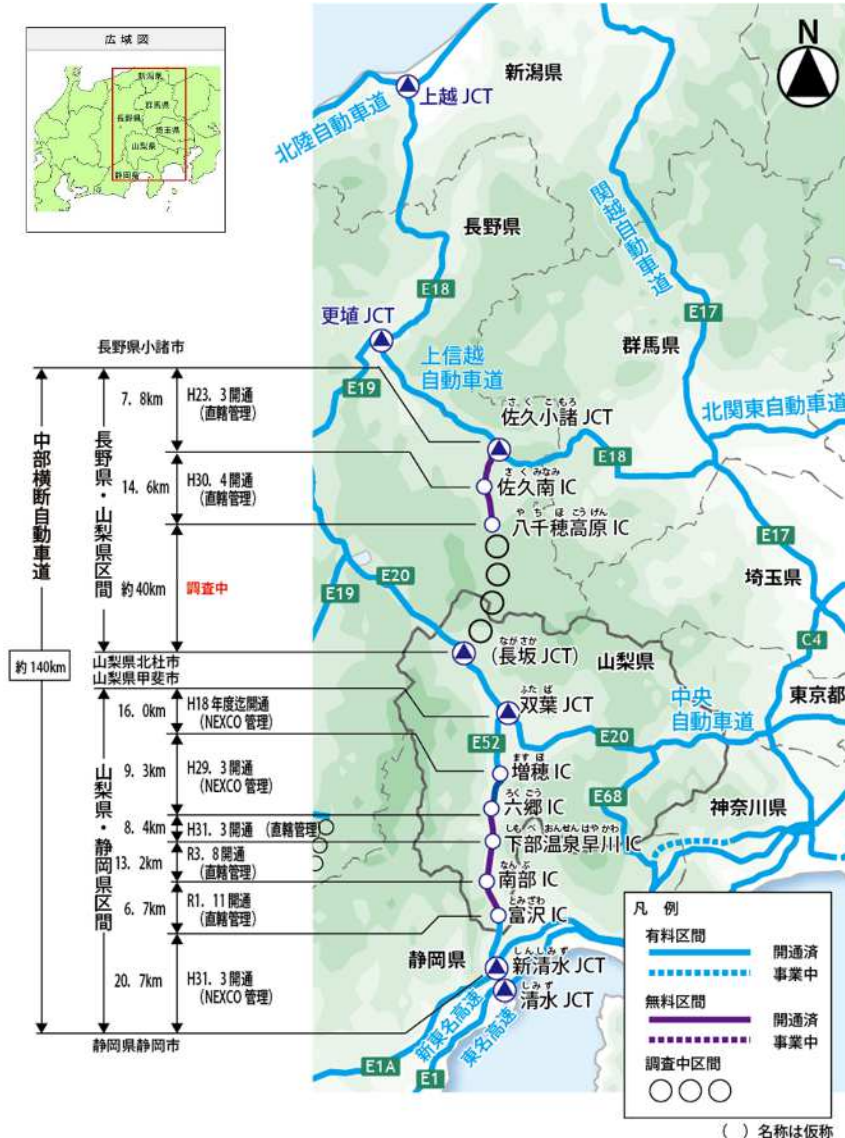 広域図
新潟県
群馬県
長野県
埼玉県
山梨県
静岡県
N
新潟県
上越 JCT
北陸自動車道
関越自動車道
長野県
E18
E17
更埴 JCT
群馬県
上信越
自動車道
E19
北関東自動車道
さくこもろ
佐久小諸 JCT
E18
さくみなみ
佐久南 IC
やちほこうげん
八千穂高原 IC
E17
埼玉県
E20
E19
C4
ながさか
(長坂 JCT)
山梨県
ふたば
双葉 JCT
中央
自動車道
東京都
E52
E20
ますほ
増穂 IC
E68
ろくごう
六郷 IC
神奈川県
しもべおんせんはやかわ
下部温泉早川 IC
なんぶ
南部 IC
とみざわ
富沢 IC
静岡県
しんしみず
新清水 JCT
しみず
清水 JCT
新東名高速
東名高速
E1A
E1
長野県小諸市
7. 8km
H23. 3 開通
(直轄管理)
14. 6km
H30. 4 開通
(直轄管理)
約 40km
調査中
山梨県北杜市
山梨県甲斐市
16. 0km
H18 年度迄開通
(NEXCO 管理)
9. 3km
H29. 3 開通
(NEXCO 管理)
8. 4km
H31. 3 開通 (直轄管理)
13. 2km
R3. 8 開通
(直轄管理)
6. 7km
R1. 11 開通
(直轄管理)
20. 7km
H31. 3 開通
(NEXCO 管理)
静岡県静岡市
中部横断自動車道
約 140km
長野県・山梨県区間
山梨県・静岡県区間
凡 例
有料区間
開通済
事業中
無料区間
開通済
事業中
調査中区間
( ) 名称は仮称